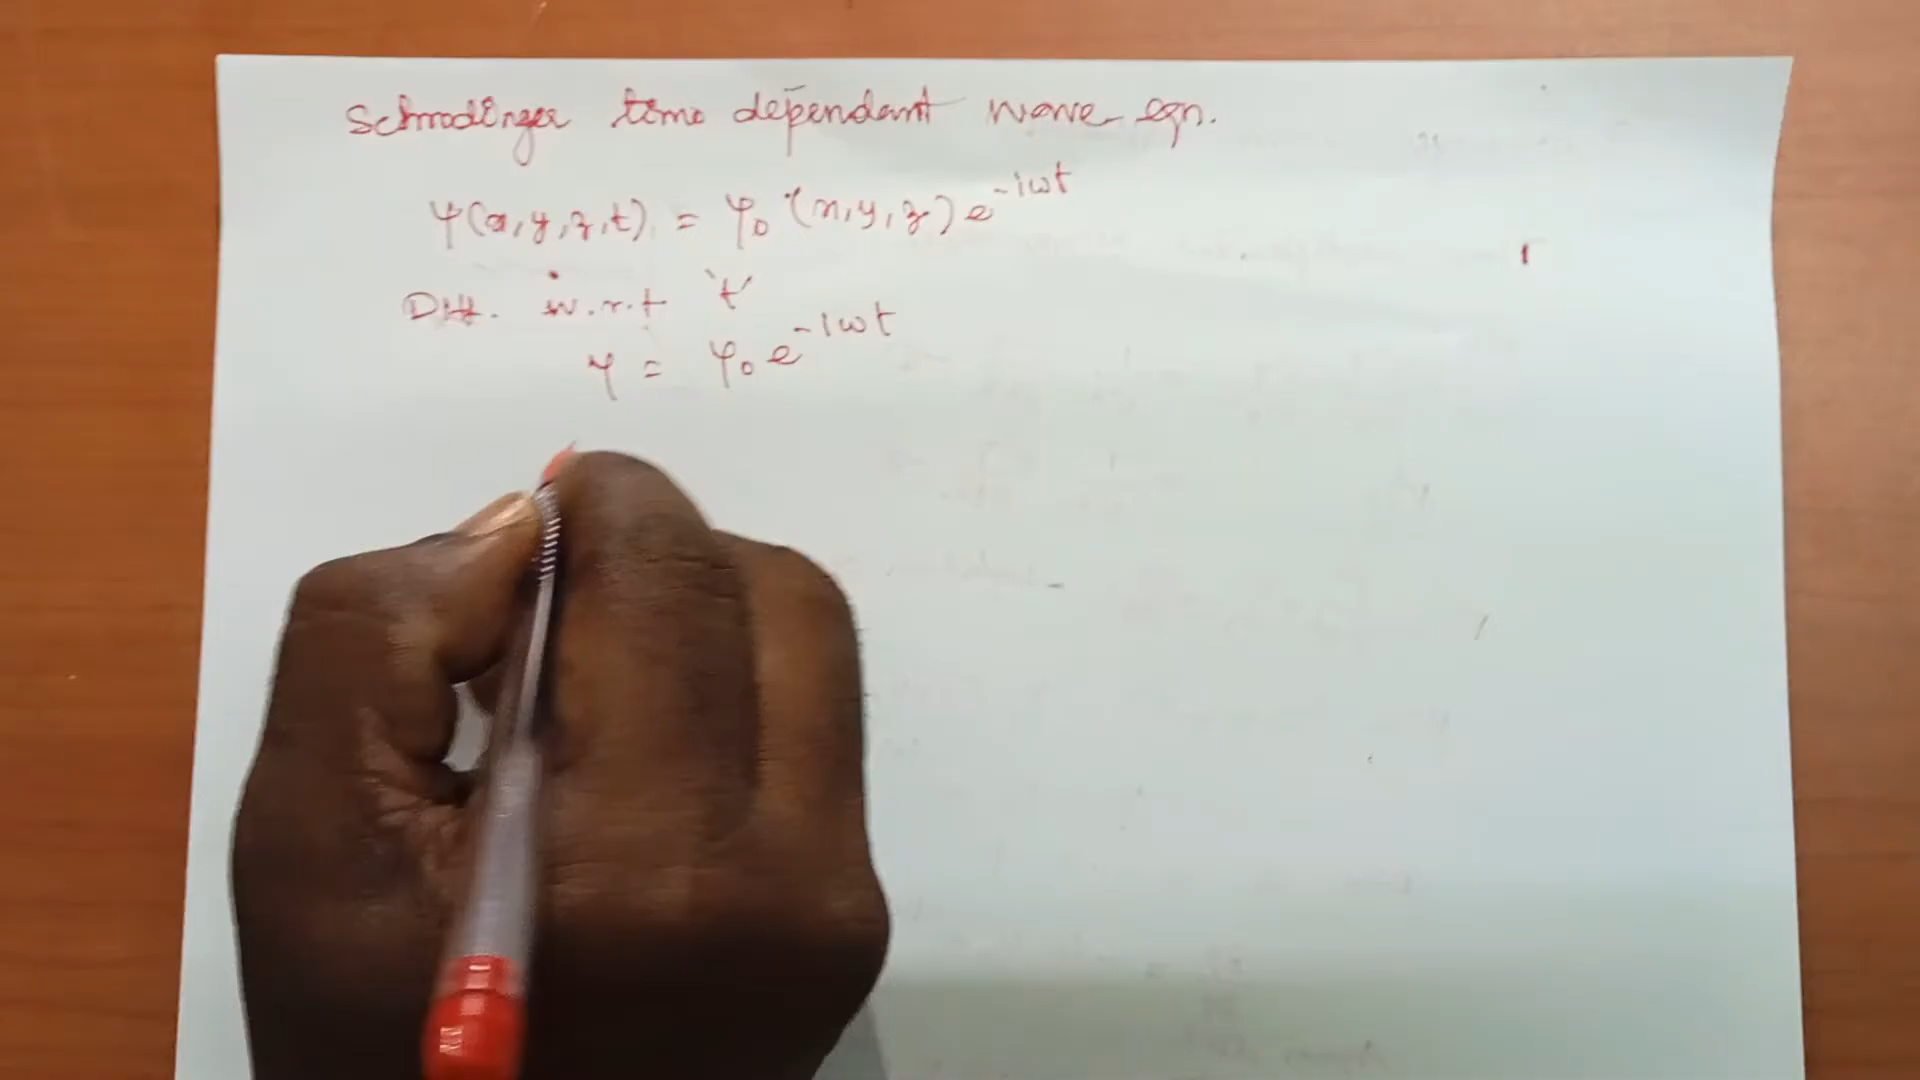 Schrodinger time dependant wave eqn.
ψ(x,y,z,t) = ψ₀ (x,y,z) e^-iωt
Diff. w.r.t 't'
ψ = ψ₀ e^-iωt